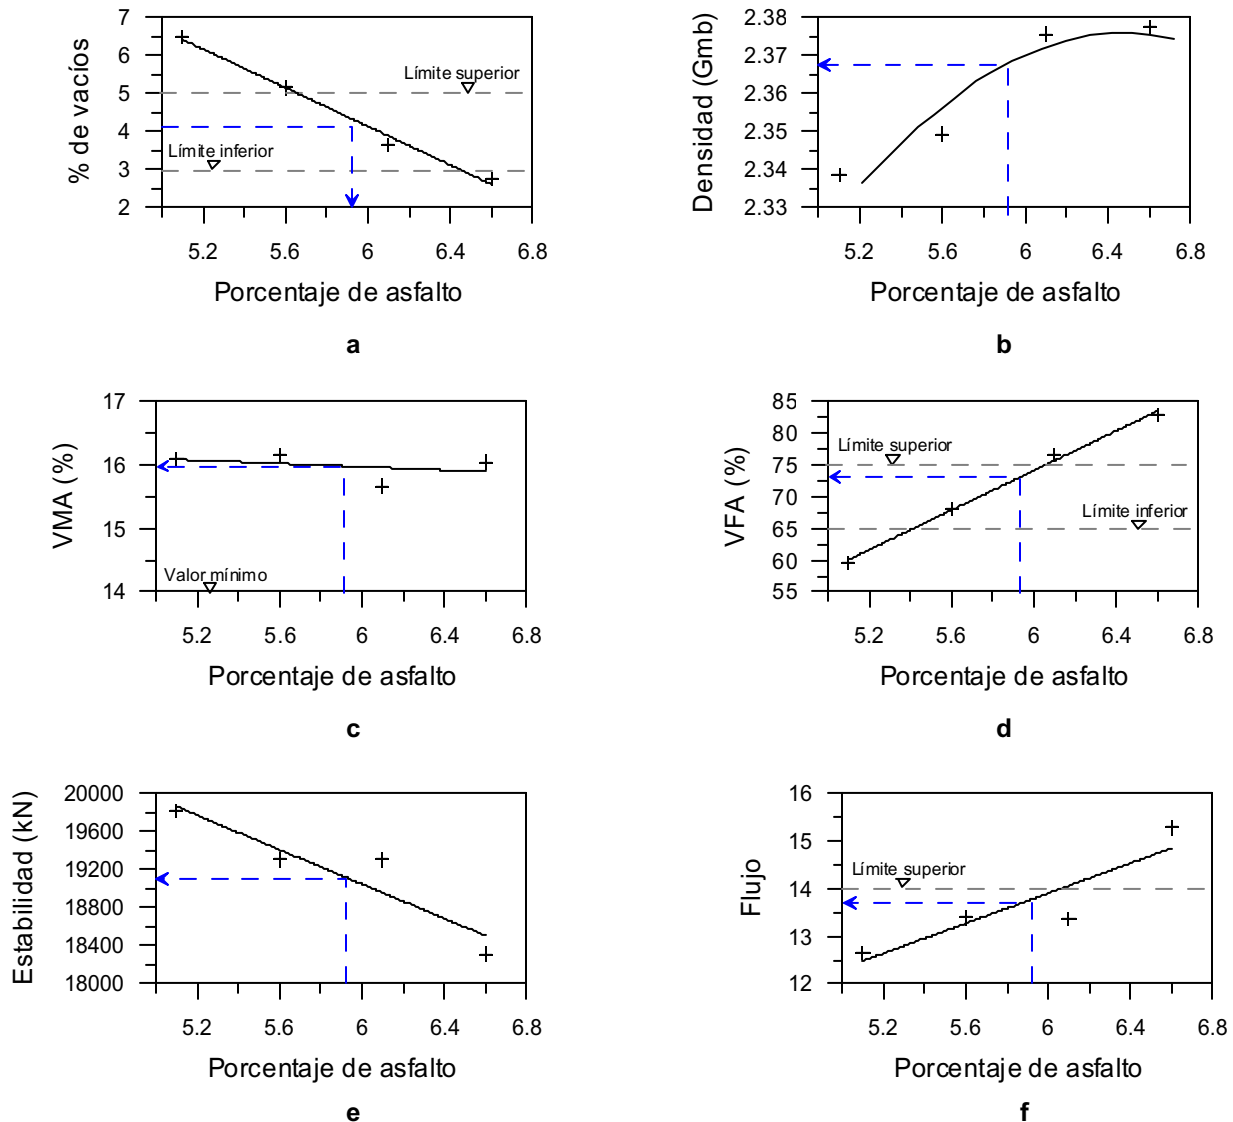 % de vacíos
7
6
5
4
3
2
Límite superior
Límite inferior
5.2 5.6 6 6.4 6.8
Porcentaje de asfalto
a
Densidad (Gmb)
2.38
2.37
2.36
2.35
2.34
2.33
5.2 5.6 6 6.4 6.8
Porcentaje de asfalto
b
VMA (%)
17
16
15
14
Valor mínimo
5.2 5.6 6 6.4 6.8
Porcentaje de asfalto
c
VFA (%)
85
80
75
70
65
60
55
Límite superior
Límite inferior
5.2 5.6 6 6.4 6.8
Porcentaje de asfalto
d
Estabilidad (kN)
20000
19600
19200
18800
18400
18000
5.2 5.6 6 6.4 6.8
Porcentaje de asfalto
e
Flujo
16
15
14
13
12
Límite superior
5.2 5.6 6 6.4 6.8
Porcentaje de asfalto
f